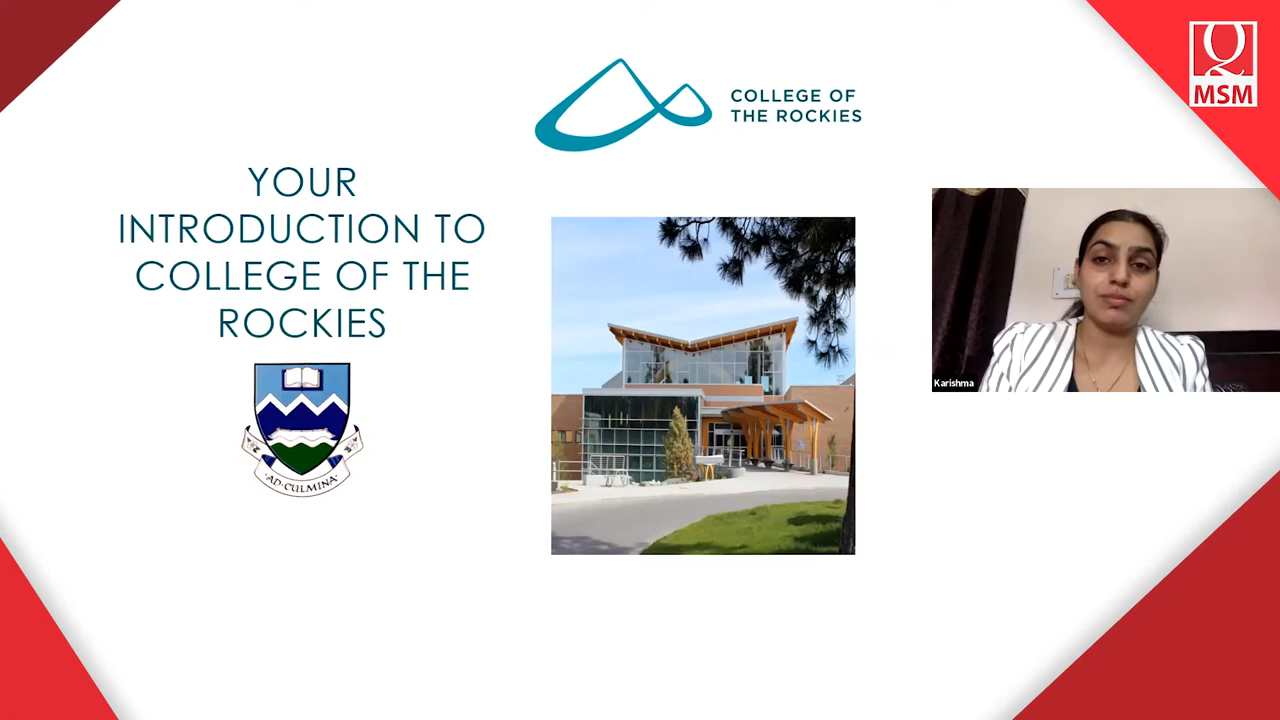 COLLEGE OF
THE ROCKIES
MSM
YOUR
INTRODUCTION TO
COLLEGE OF THE
ROCKIES
·AD·CULMINA·
Karishma